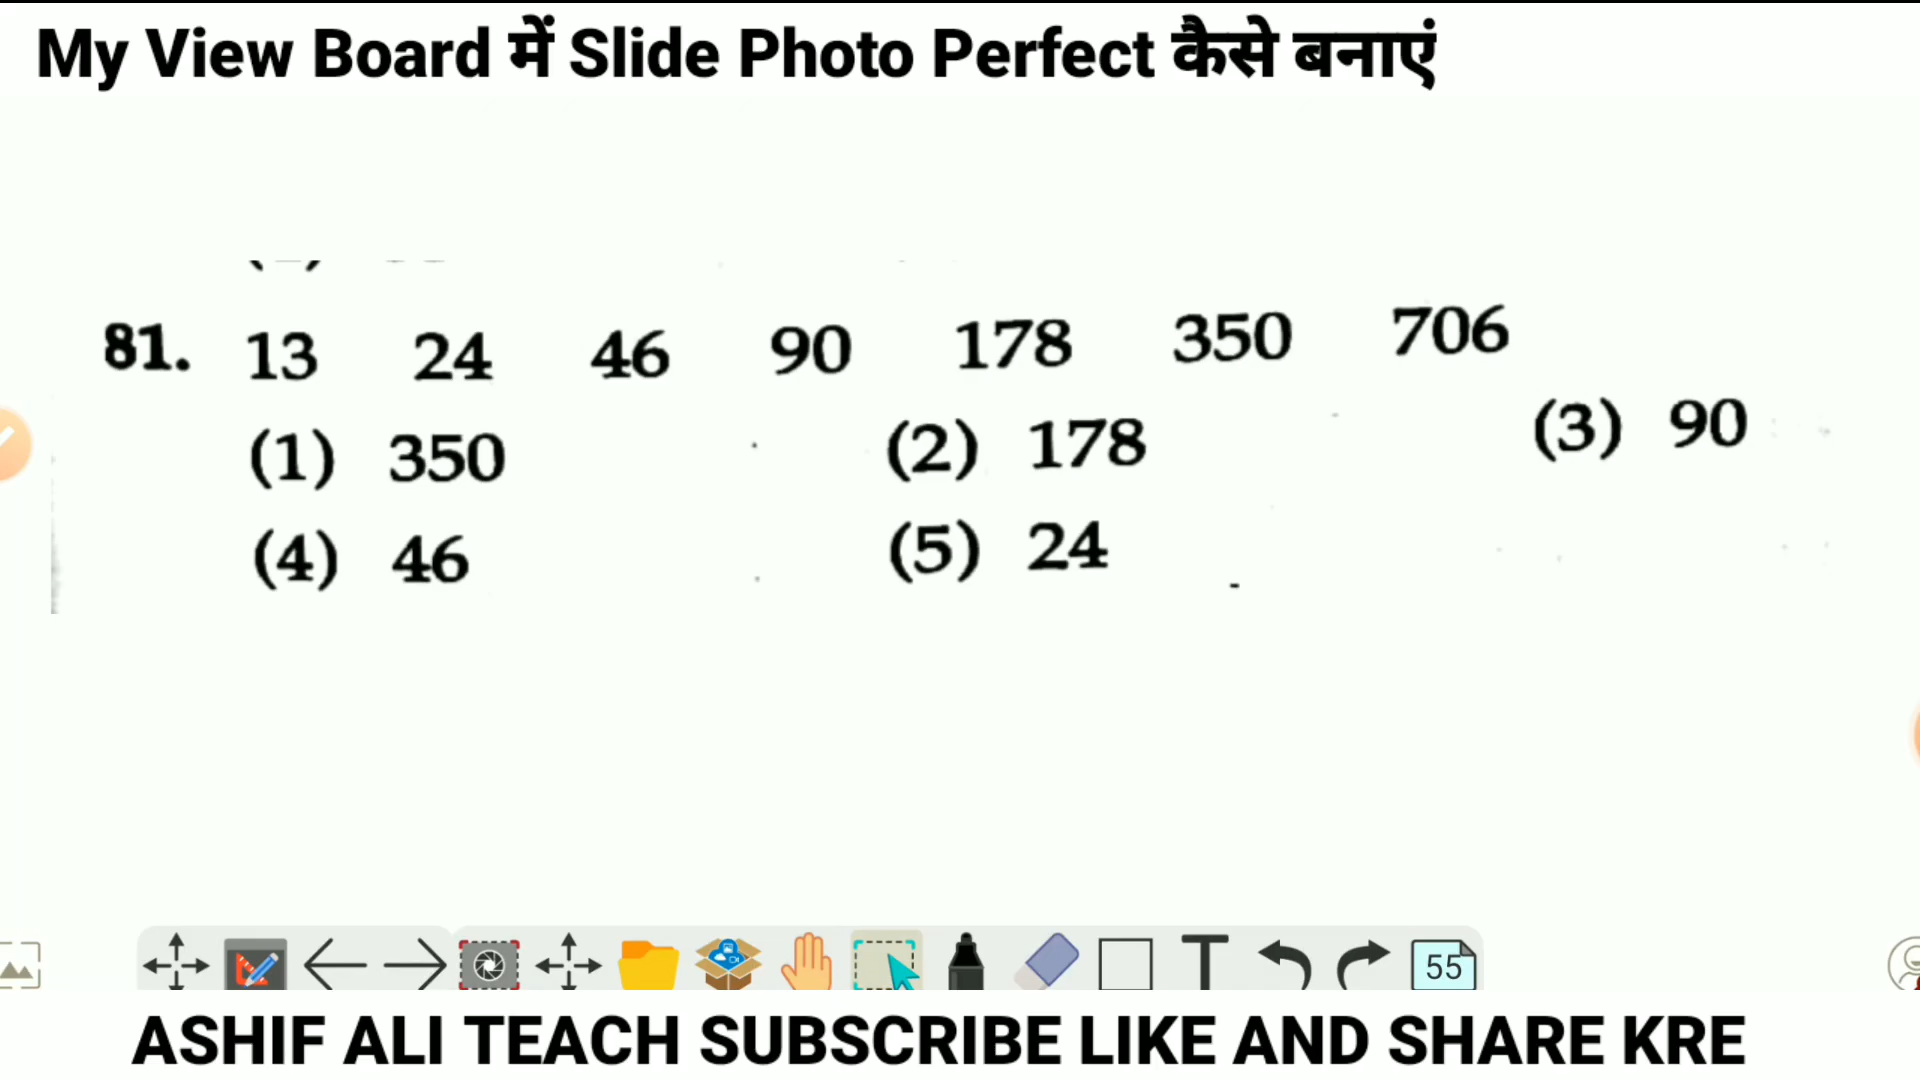 My View Board में Slide Photo Perfect कैसे बनाएं
81. 13 24 46 90 178 350 706
(1) 350 (2) 178 (3) 90
(4) 46 (5) 24
55
ASHIF ALI TEACH SUBSCRIBE LIKE AND SHARE KRE